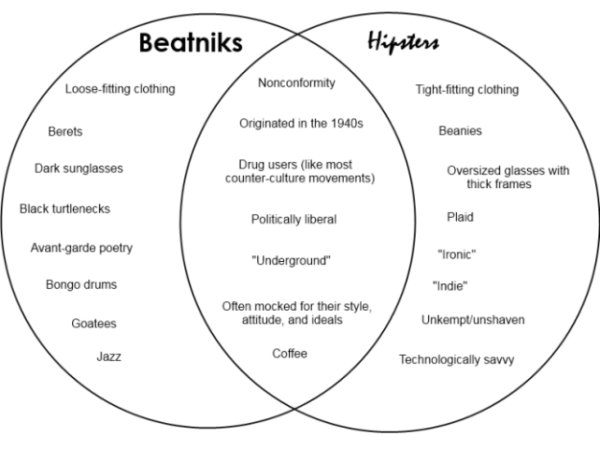 Beatniks
Hipsters
Loose-fitting clothing
Berets
Dark sunglasses
Black turtlenecks
Avant-garde poetry
Bongo drums
Goatees
Jazz
Nonconformity
Originated in the 1940s
Drug users (like most
counter-culture movements)
Politically liberal
"Underground"
Often mocked for their style,
attitude, and ideals
Coffee
Tight-fitting clothing
Beanies
Oversized glasses with
thick frames
Plaid
"Ironic"
"Indie"
Unkempt/unshaven
Technologically savvy